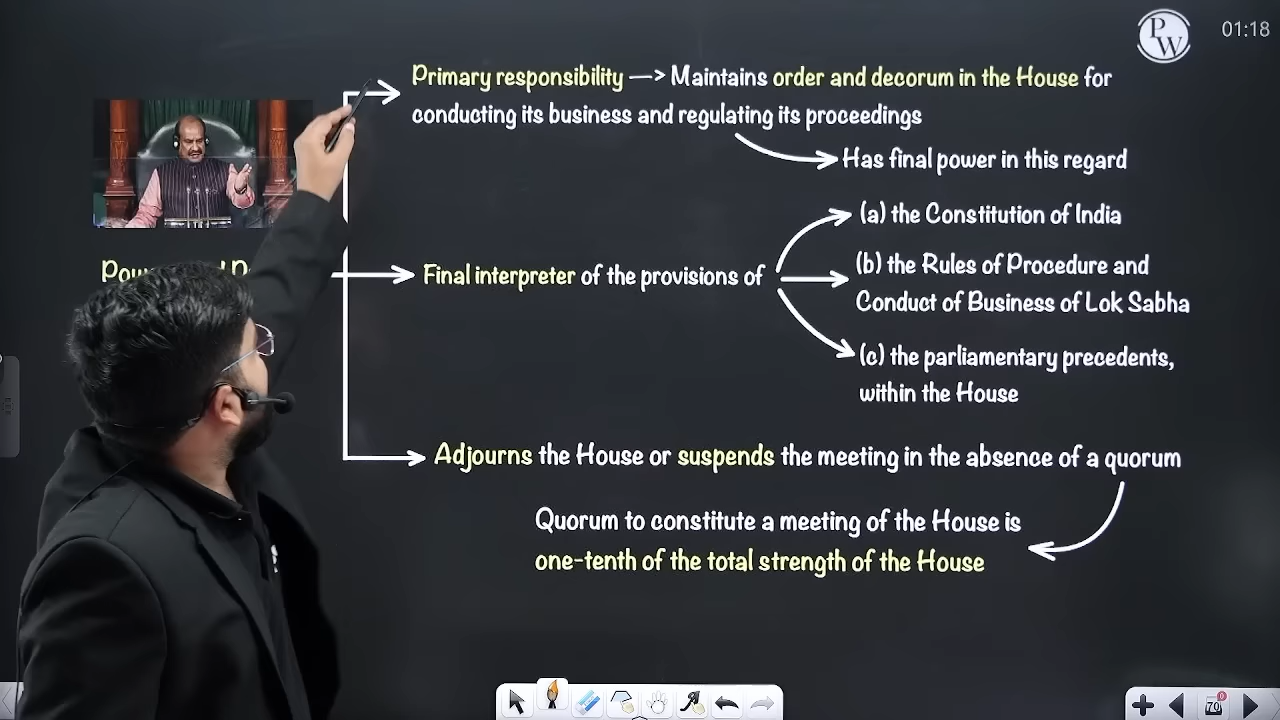 PW
01:18
Primary responsibility —> Maintains order and decorum in the House for
conducting its business and regulating its proceedings
Has final power in this regard
(a) the Constitution of India
Final interpreter of the provisions of
(b) the Rules of Procedure and
Conduct of Business of Lok Sabha
(c) the parliamentary precedents,
within the House
Adjourns the House or suspends the meeting in the absence of a quorum
Quorum to constitute a meeting of the House is
one-tenth of the total strength of the House
70